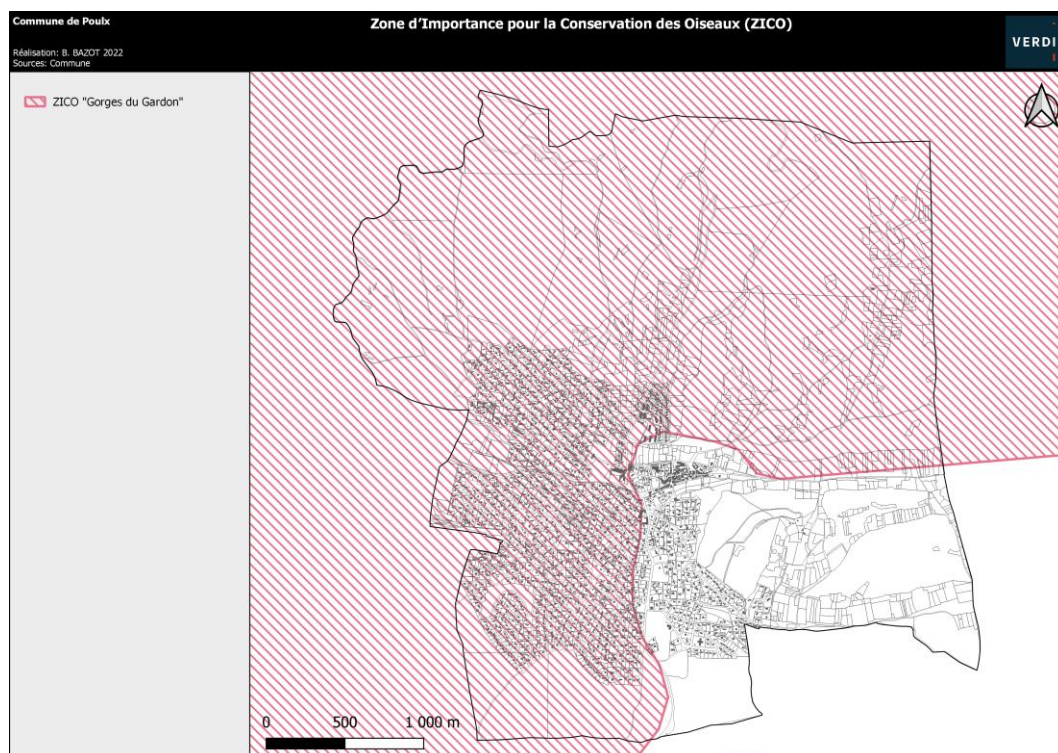 Commune de Poulx
Zone d'Importance pour la Conservation des Oiseaux (ZICO)
Réalisation: B. BAZOT 2022
Sources: Commune
VERDI
ZICO "Gorges du Gardon"
0 500 1 000 m